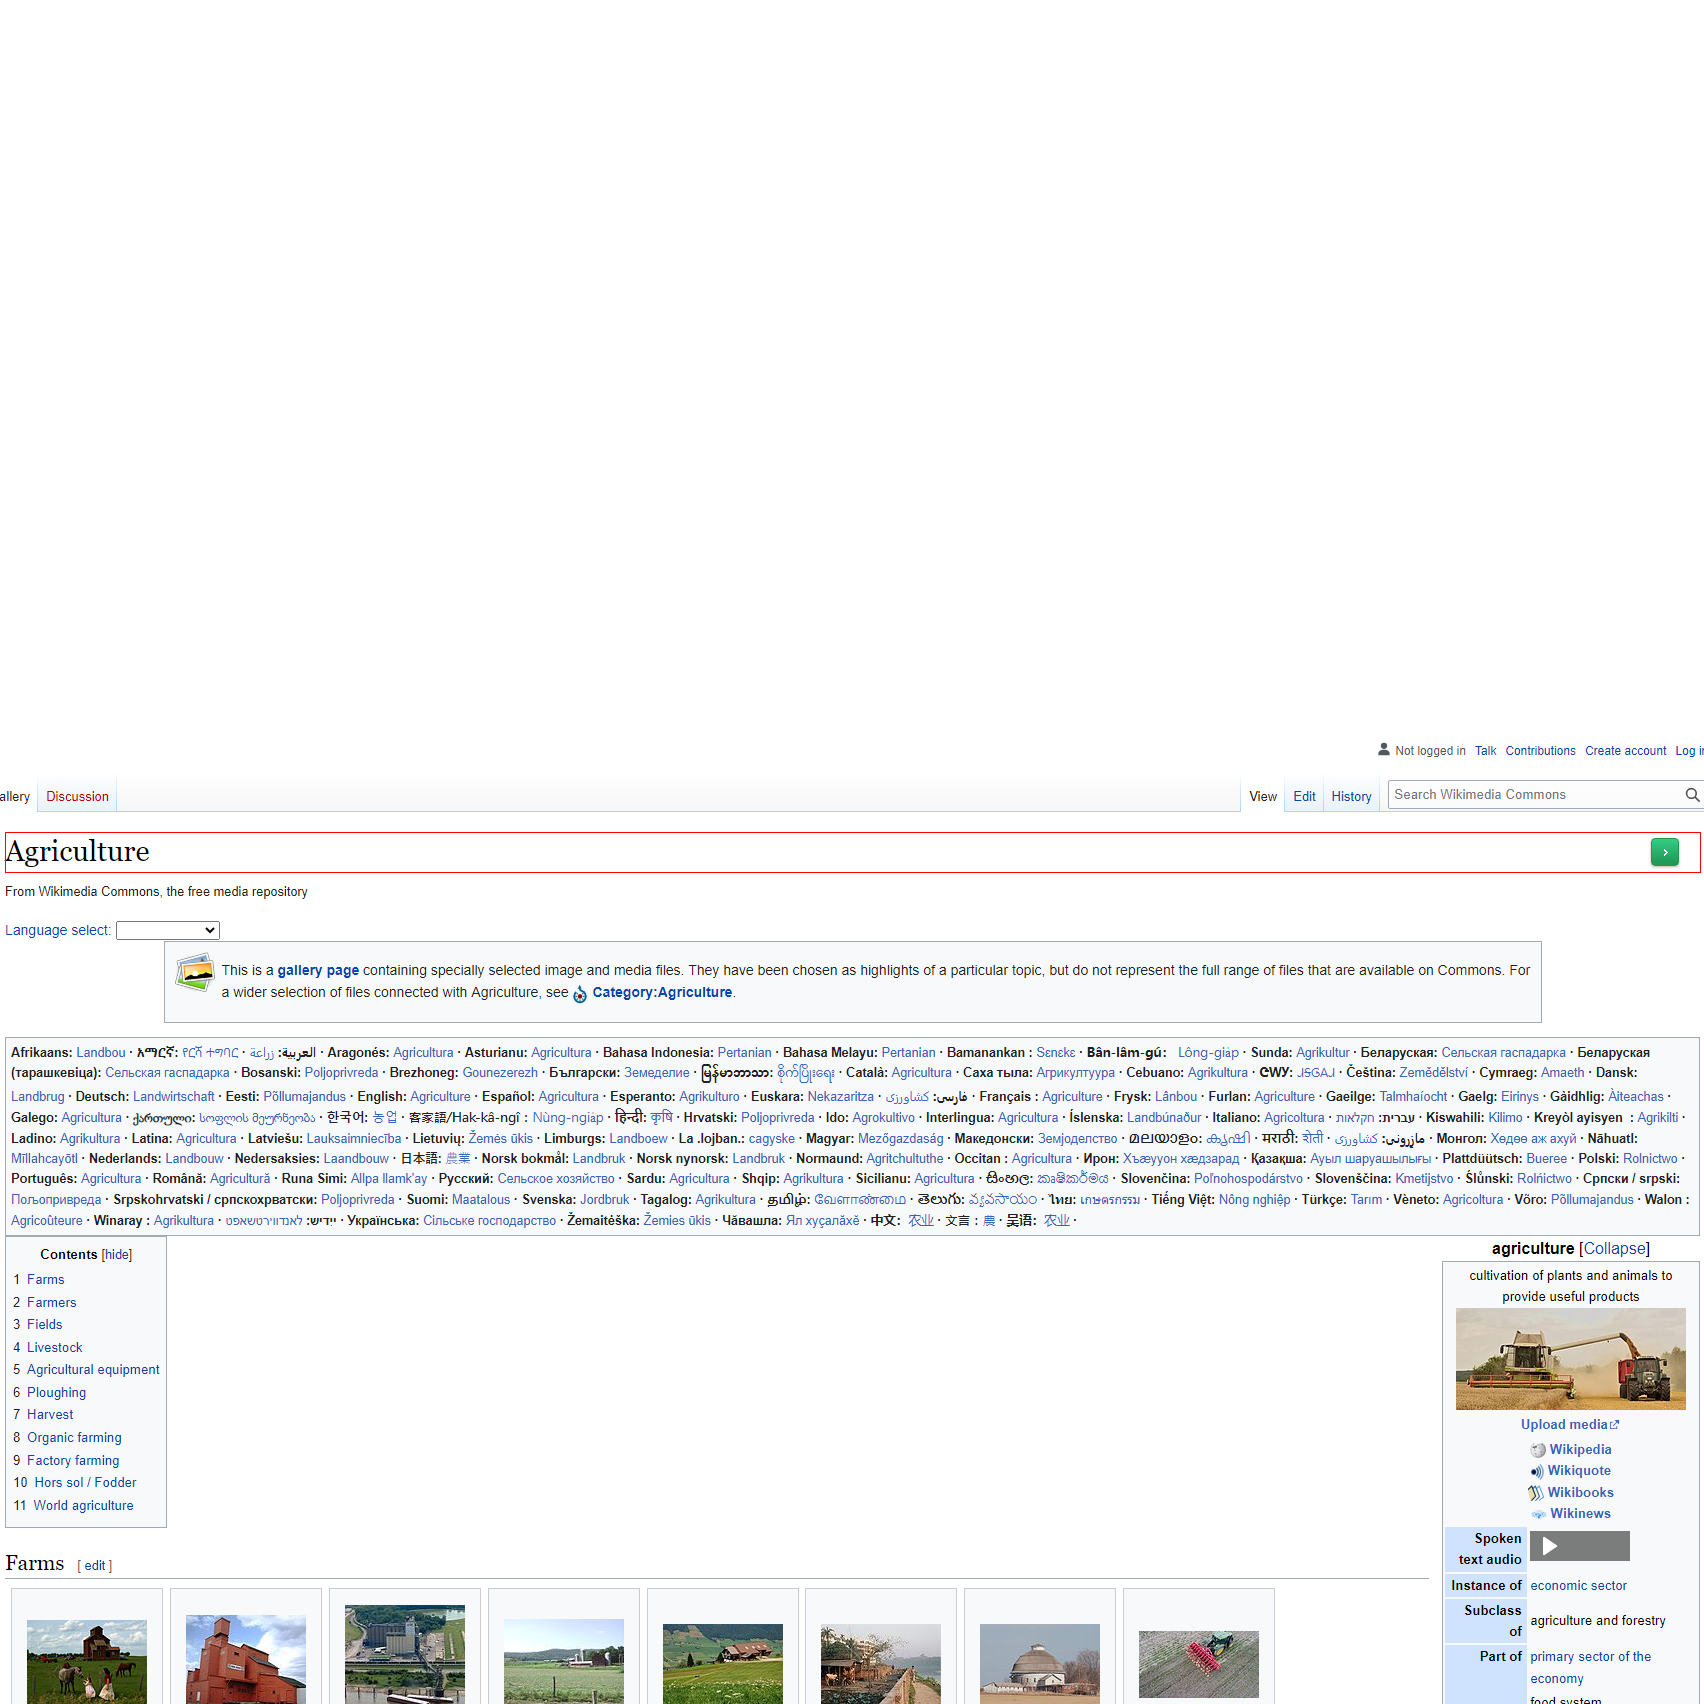 Not logged in Talk Contributions Create account Log in
allery Discussion View Edit History Search Wikimedia Commons
Agriculture
From Wikimedia Commons, the free media repository
Language select:
This is a gallery page containing specially selected image and media files. They have been chosen as highlights of a particular topic, but do not represent the full range of files that are available on Commons. For
a wider selection of files connected with Agriculture, see Category:Agriculture.
Afrikaans: Landbou · አማርኛ: የርሻ ተግባር · العربية: زراعة · Aragonés: Agricultura · Asturianu: Agricultura · Bahasa Indonesia: Pertanian · Bahasa Melayu: Pertanian · Bamanankan : Sɛnɛkɛ · Bân-lâm-gú: Lông-gia̍p · Sunda: Agrikultur · Беларуская: Сельская гаспадарка · Беларуская
(тарашкевіца): Сельская гаспадарка · Bosanski: Poljoprivreda · Brezhoneg: Gounezerezh · Български: Земеделие · မြန်မာဘာသာ: စိုက်ပြိုးရေး · Català: Agricultura · Саха тыла: Агрикултуура · Cebuano: Agrikultura · ᏣᎳᎩ: · Čeština: Zemědělství · Cymraeg: Amaeth · Dansk:
Landbrug · Deutsch: Landwirtschaft · Eesti: Põllumajandus · English: Agriculture · Español: Agricultura · Esperanto: Agrikulturo · Euskara: Nekazaritza · فارسی: کشاورزی · Français : Agriculture · Frysk: Lânbou · Furlan: Agriculture · Gaeilge: Talmhaíocht · Gaelg: Eirinys · Gàidhlig: Àiteachas ·
Galego: Agricultura · ქართული: სოფლის მეურნეობა · 한국어: 농업 · 客家語/Hak-kâ-ngî : Nùng-ngia̍p · हिन्दी: कृषि · Hrvatski: Poljoprivreda · Ido: Agrokultivo · Interlingua: Agricultura · Íslenska: Landbúnaður · Italiano: Agricoltura · עברית: חקלאות · Kiswahili: Kilimo · Kreyòl ayisyen : Agrikilti ·
Ladino: Agrikultura · Latina: Agricultura · Latviešu: Lauksaimniecība · Lietuvių: Žemės ūkis · Limburgs: Landboew · La .lojban.: cagyske · Magyar: Mezőgazdaság · Македонски: Земјоделство · മലയാളം: കൃഷി · मराठी: शेती · مازرونی: کشاورزی · Монгол: Хөдөө аж ахуй · Nāhuatl:
Mīllahcayōtl · Nederlands: Landbouw · Nedersaksies: Laandbouw · 日本語: 農業 · Norsk bokmål: Landbruk · Norsk nynorsk: Landbruk · Normaund: Agritchultuthe · Occitan : Agricultura · Ирон: Хъæууон хæдзарад · Қазақша: Ауыл шаруашылығы · Plattdüütsch: Bueree · Polski: Rolnictwo ·
Português: Agricultura · Română: Agricultură · Runa Simi: Allpa llamk'ay · Русский: Сельское хозяйство · Sardu: Agricultura · Shqip: Agrikultura · Sicilianu: Agricultura · සිංහල: කෘෂිකර්මය · Slovenčina: Poľnohospodárstvo · Slovenščina: Kmetijstvo · Ślůnski: Rolńictwo · Српски / srpski:
Пољопривреда · Srpskohrvatski / српскохрватски: Poljoprivreda · Suomi: Maatalous · Svenska: Jordbruk · Tagalog: Agrikultura · தமிழ்: வேளாண்மை · తెలుగు: వ్యవసాయం · ไทย: เกษตรกรรม · Tiếng Việt: Nông nghiệp · Türkçe: Tarım · Vèneto: Agricoltura · Võro: Põllumajandus · Walon :
Agricoûteure · Winaray : Agrikultura · ייִדיש: לאנדווירטשאפט · Українська: Сільське господарство · Žemaitėška: Žemies ūkis · Чӑвашла: Ял хуҫалӑхӗ · 中文: 农业 · 文言 : 農 · 吴语: 农业 ·
Contents [hide]
1 Farms
2 Farmers
3 Fields
4 Livestock
5 Agricultural equipment
6 Ploughing
7 Harvest
8 Organic farming
9 Factory farming
10 Hors sol / Fodder
11 World agriculture
agriculture [Collapse]
cultivation of plants and animals to
provide useful products
Upload media
Wikipedia
Wikiquote
Wikibooks
Wikinews
Spoken
text audio
Instance of economic sector
Subclass
of
agriculture and forestry
Part of primary sector of the
economy
food system
Farms [ edit ]